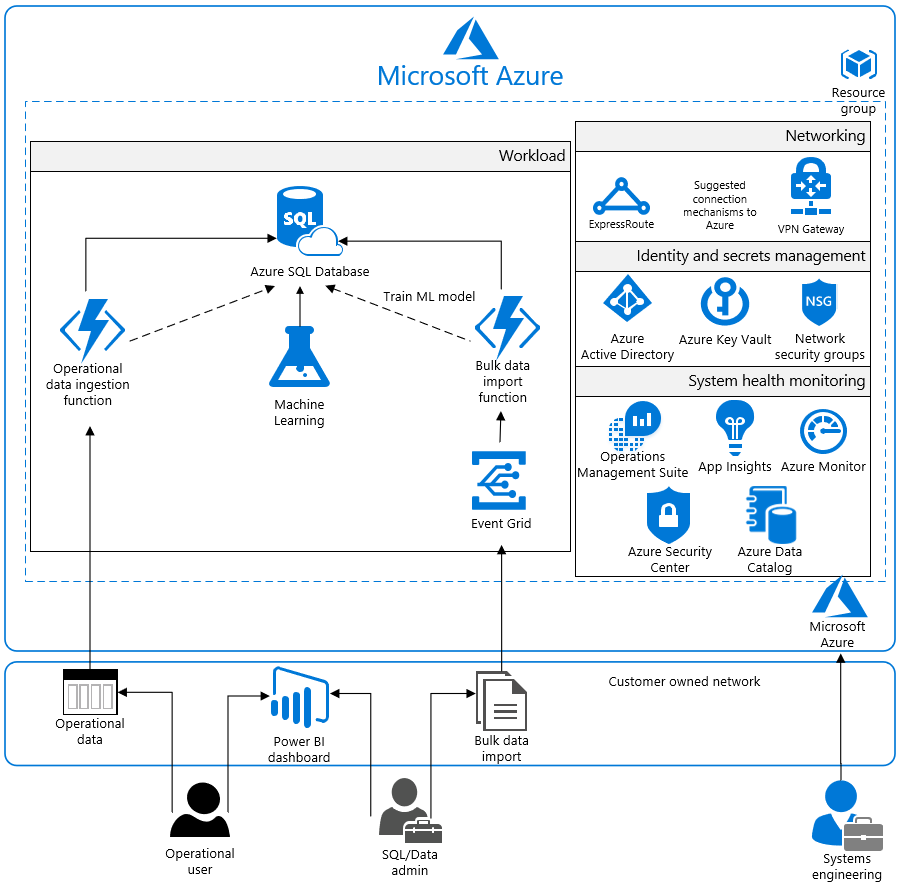 Microsoft Azure
Resource
group
Workload
SQL
Azure SQL Database
Train ML model
Operational
data ingestion
function
Machine
Learning
Bulk data
import
function
Event Grid
Networking
ExpressRoute
Suggested
connection
mechanisms to
Azure
VPN Gateway
Identity and secrets management
Azure
Active Directory
Azure Key Vault
NSG
Network
security groups
System health monitoring
Operations
Management Suite
App Insights
Azure Monitor
Azure Security
Center
Azure Data
Catalog
Microsoft
Azure
Customer owned network
Operational
data
Power BI
dashboard
Bulk data
import
Operational
user
SQL/Data
admin
Systems
engineering